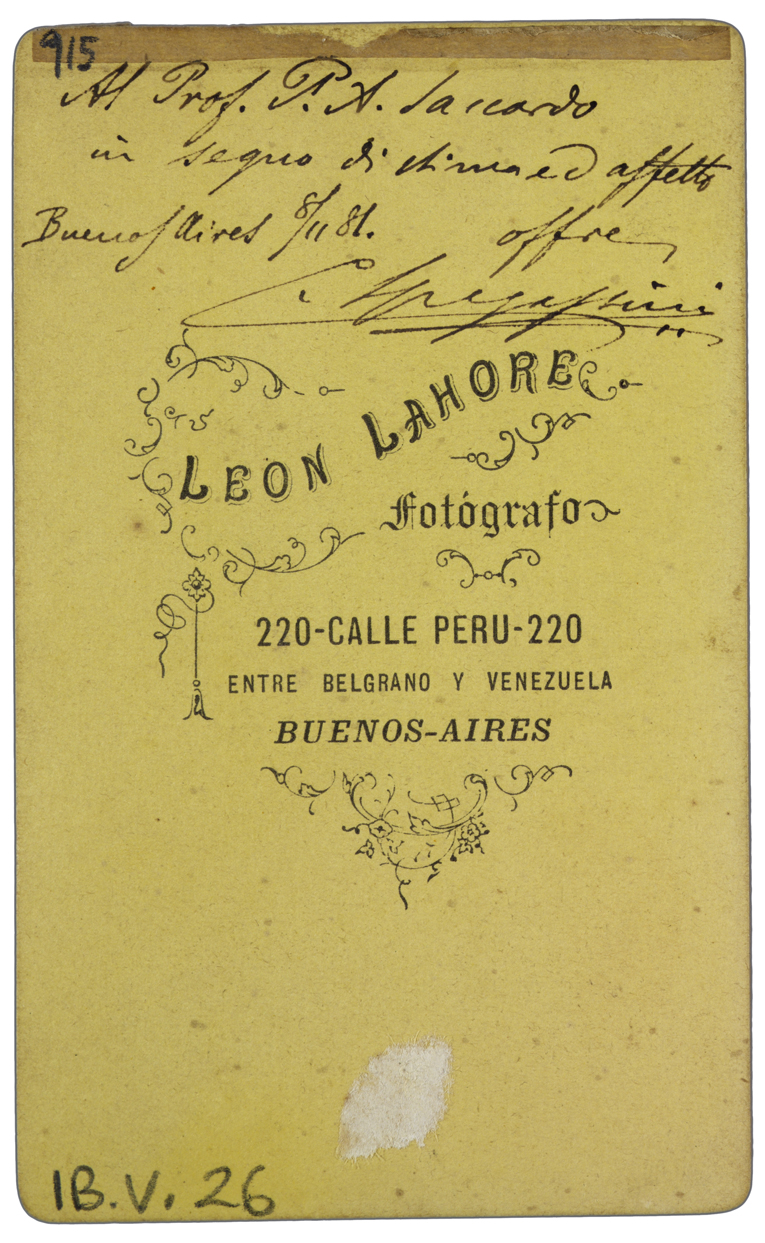 915
Al Prof. P. A. Saccardo
in segno di stima ed affetto
Buenos Aires 8/11 81. offre
C. Spegazzini
LEON LAHORE
Fotógrafo
220-CALLE PERU-220
ENTRE BELGRANO Y VENEZUELA
BUENOS-AIRES
IB.V. 26